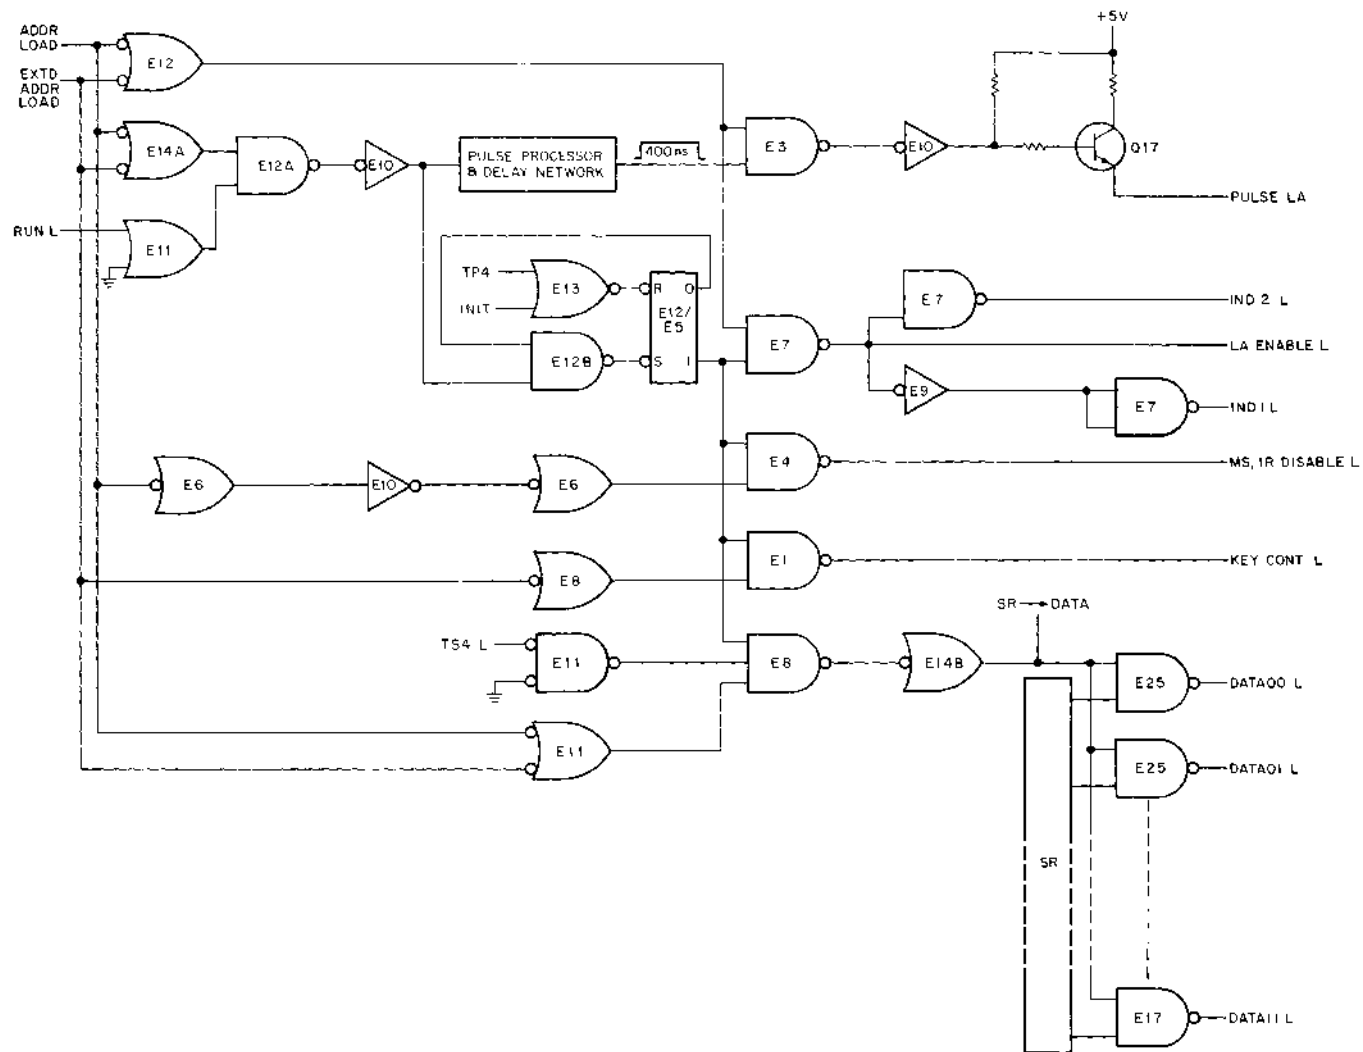 +5V
ADDR
LOAD
E12
EXTD
ADDR
LOAD
E14A
E12A
E10
PULSE PROCESSOR
& DELAY NETWORK
400ns
E3
E10
Q17
PULSE LA
RUN L
E11
TP4
INIT
E13
R O
E12/
E5
S 1
E12B
E7
E7
IND 2 L
LA ENABLE L
E9
E7
IND 1 L
E6
E10
E6
E4
MS, IR DISABLE L
E8
E1
KEY CONT L
SR → DATA
TS4 L
E11
E8
E14B
E25
DATA00 L
E11
E25
DATA01 L
SR
E17
DATA11 L